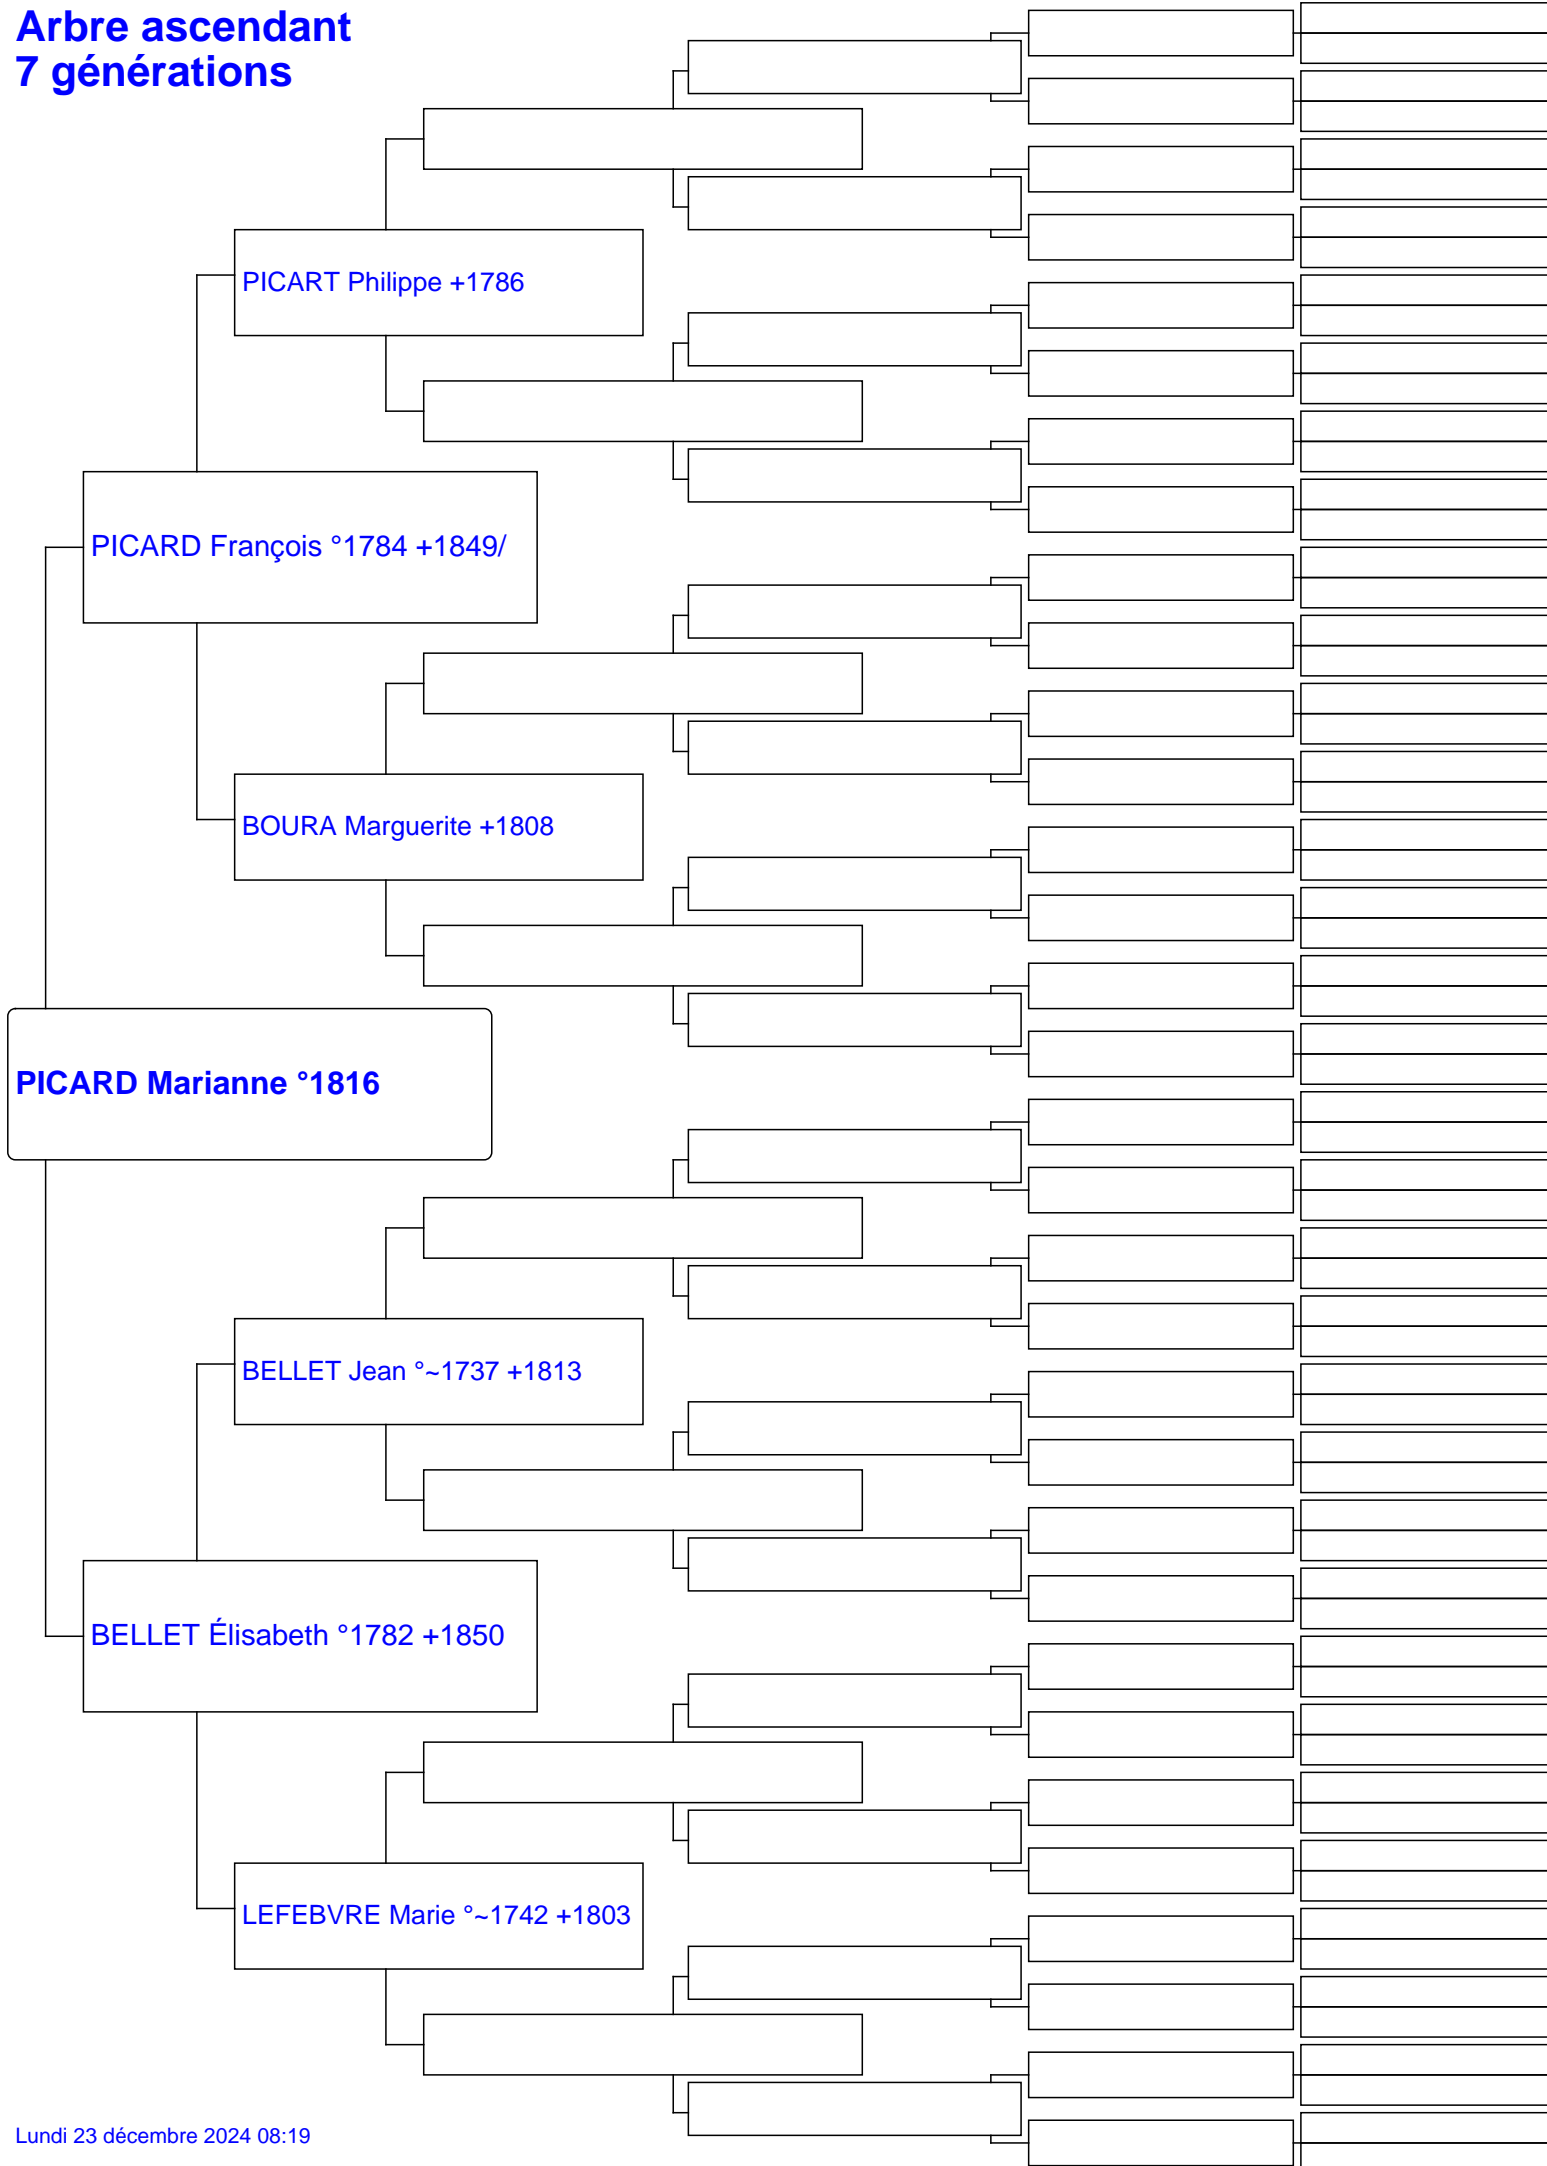 Arbre ascendant
7 générations
PICART Philippe +1786
PICARD François °1784 +1849/
BOURA Marguerite +1808
PICARD Marianne °1816
BELLET Jean °~1737 +1813
BELLET Élisabeth °1782 +1850
LEFEBVRE Marie °~1742 +1803
Lundi 23 décembre 2024 08:19